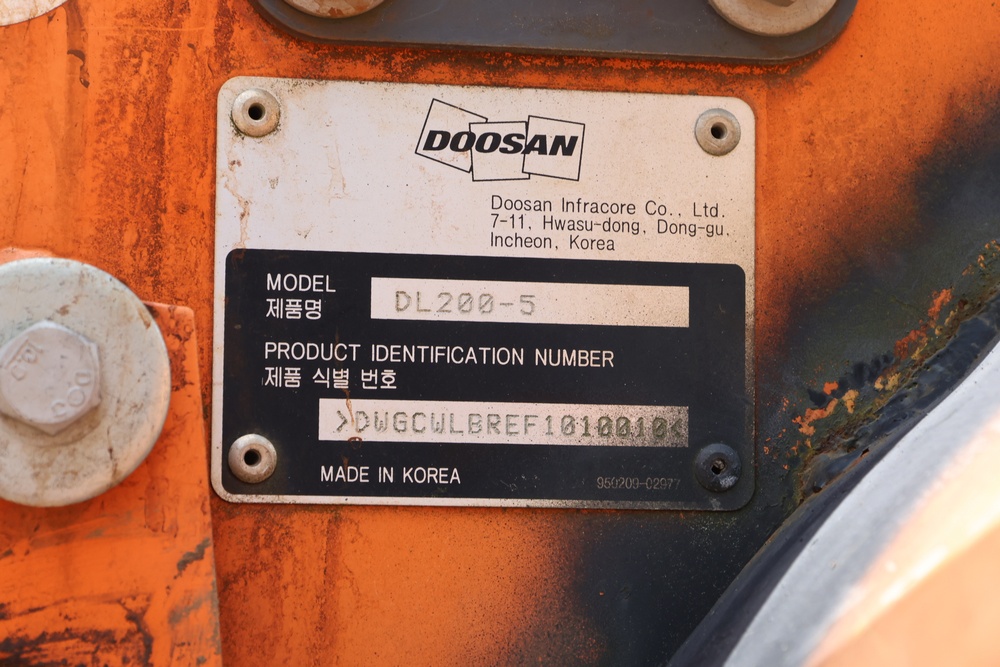 DOOSAN
Doosan Infracore Co., Ltd.
7-11, Hwasu-dong, Dong-gu,
Incheon, Korea
MODEL
제품명
DL200-5
PRODUCT IDENTIFICATION NUMBER
제품 식별 번호
>DWGCWLBREF1010010<
MADE IN KOREA
950209-02977